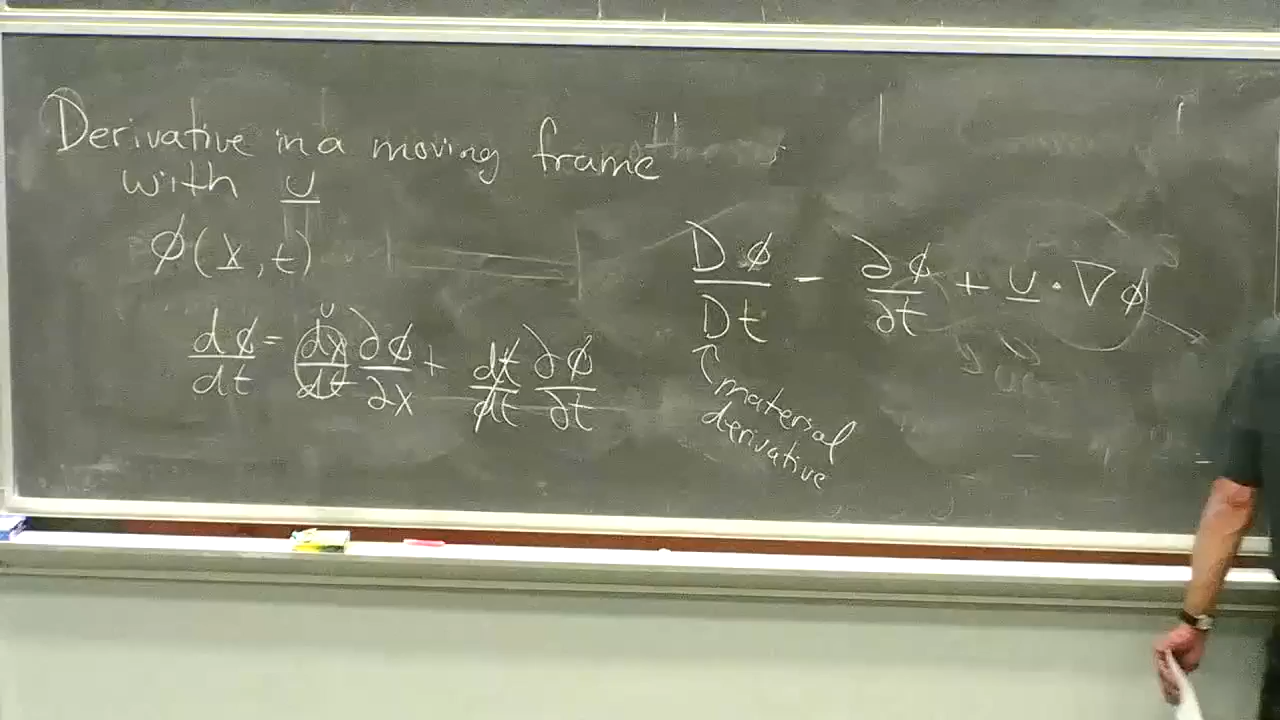 Derivative in a moving frame
with u
φ(x,t)
dφ/dt = dx/dt ∂φ/∂x + dt/dt ∂φ/∂t
u
Dφ/Dt - ∂φ/∂t + u · ∇φ
material
derivative